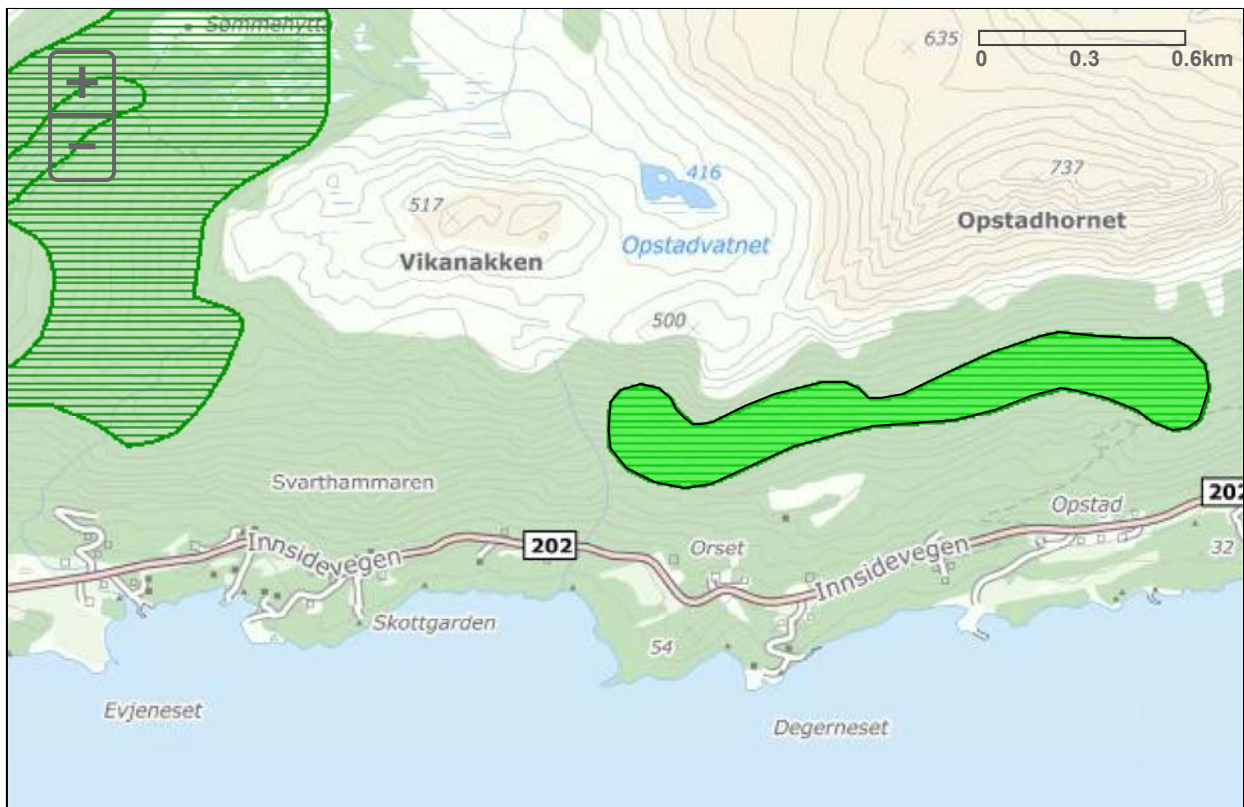 Sømmehytta
+
−
635
0 0.3 0.6km
416
737
517
Opstadhornet
Opstadvatnet
Vikanakken
500
Svarthammaren
202
Opstad
Innsidevegen
202
Orset
32
Innsidevegen
Skottgarden
54
Evjeneset
Degerneset